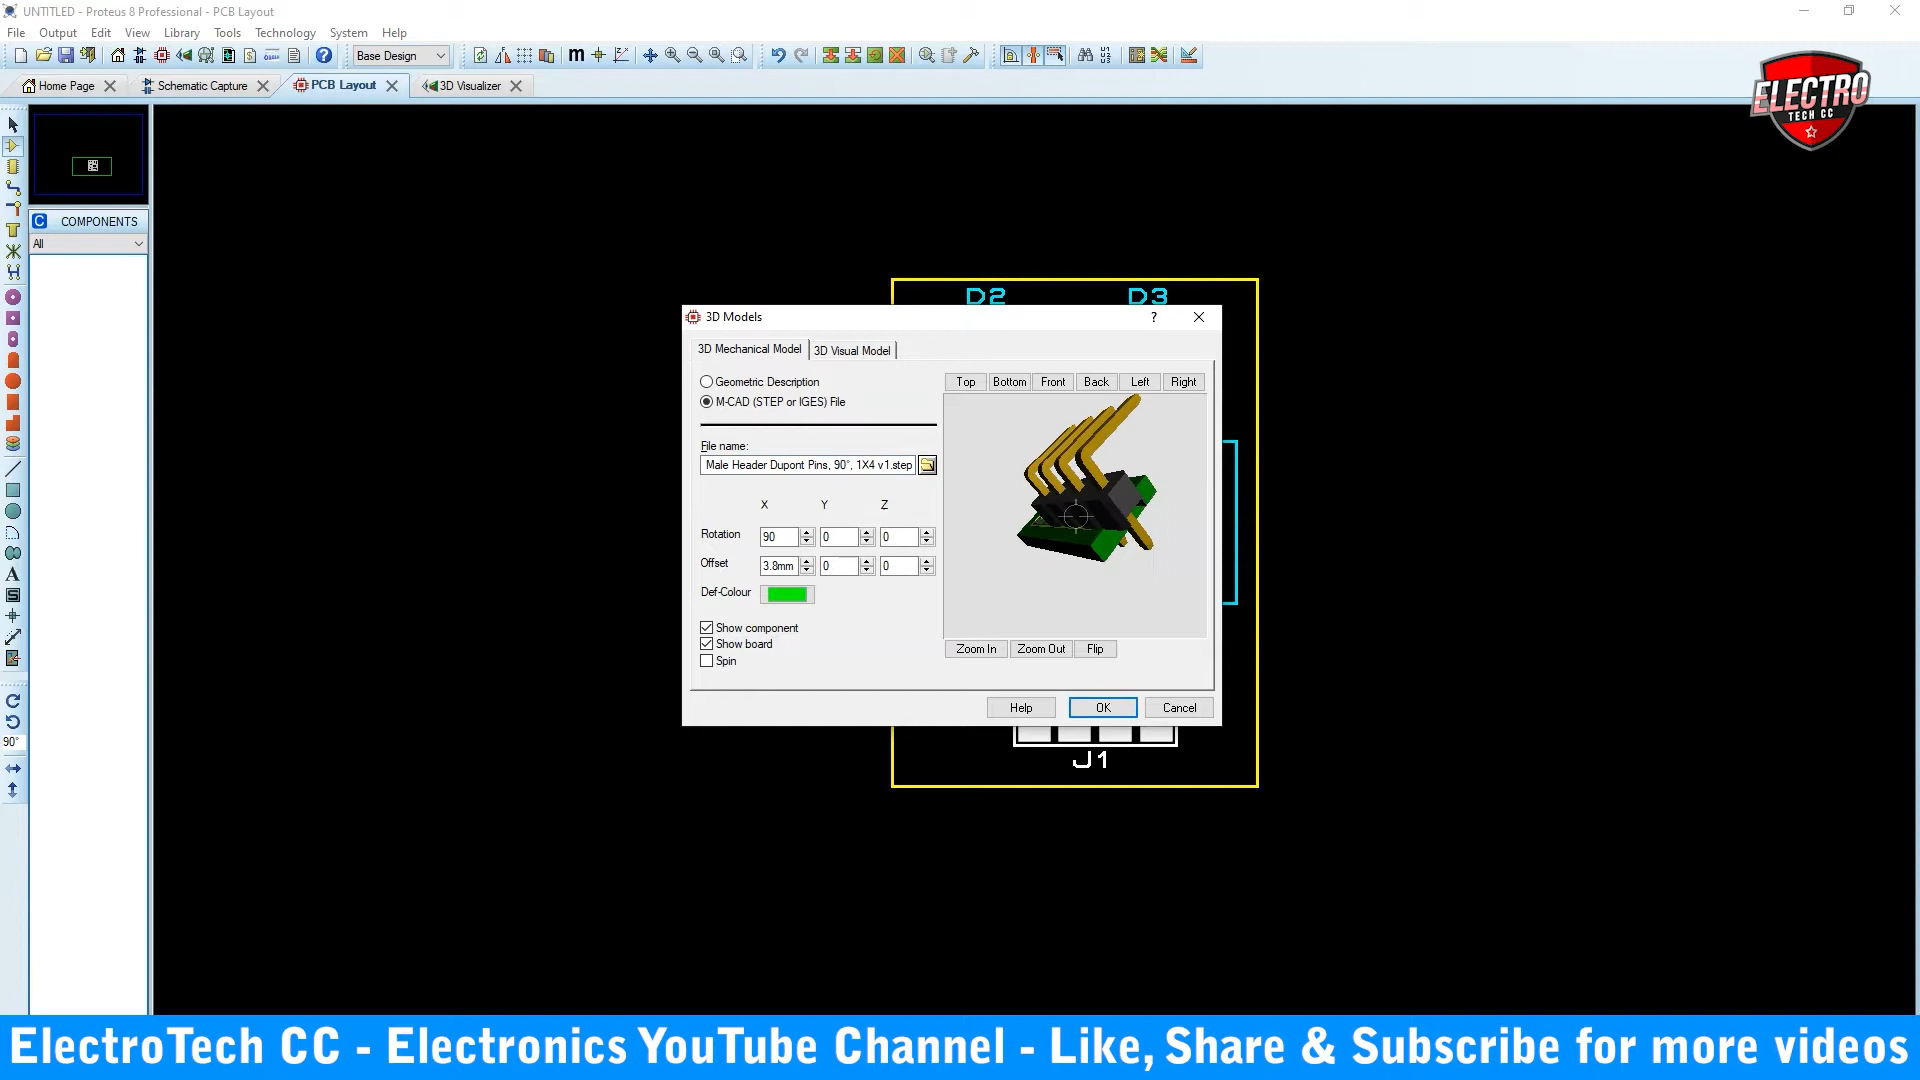 UNTITLED - Proteus 8 Professional - PCB Layout
File Output Edit View Library Tools Technology System Help
Base Design
Home Page Schematic Capture PCB Layout 3D Visualizer
ELECTRO
TECH CC
C COMPONENTS
All
D2 D3
3D Models
3D Mechanical Model 3D Visual Model
Geometric Description
M-CAD (STEP or IGES) File
Top Bottom Front Back Left Right
File name:
Male Header Dupont Pins, 90°, 1X4 v1.step
X Y Z
Rotation 90 0 0
Offset 3.8mm 0 0
Def-Colour
Show component
Show board
Spin
Zoom In Zoom Out Flip
Help OK Cancel
J1
90°
ElectroTech CC - Electronics YouTube Channel - Like, Share & Subscribe for more videos